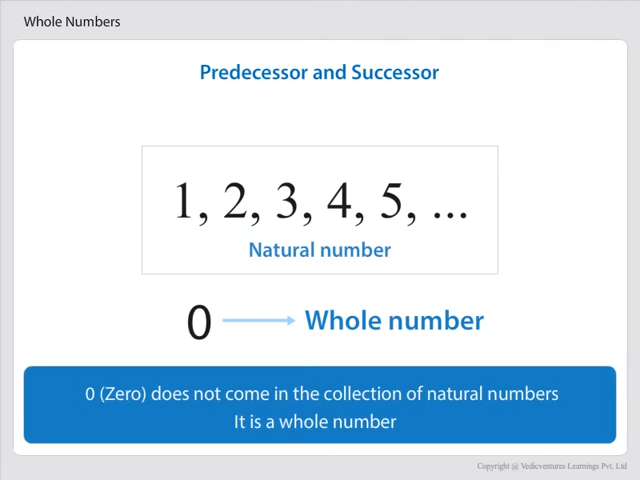 Whole Numbers
Predecessor and Successor
1, 2, 3, 4, 5, ...
Natural number
0 Whole number
0 (Zero) does not come in the collection of natural numbers
It is a whole number
Copyright @ Vedicventures Learnings Pvt. Ltd